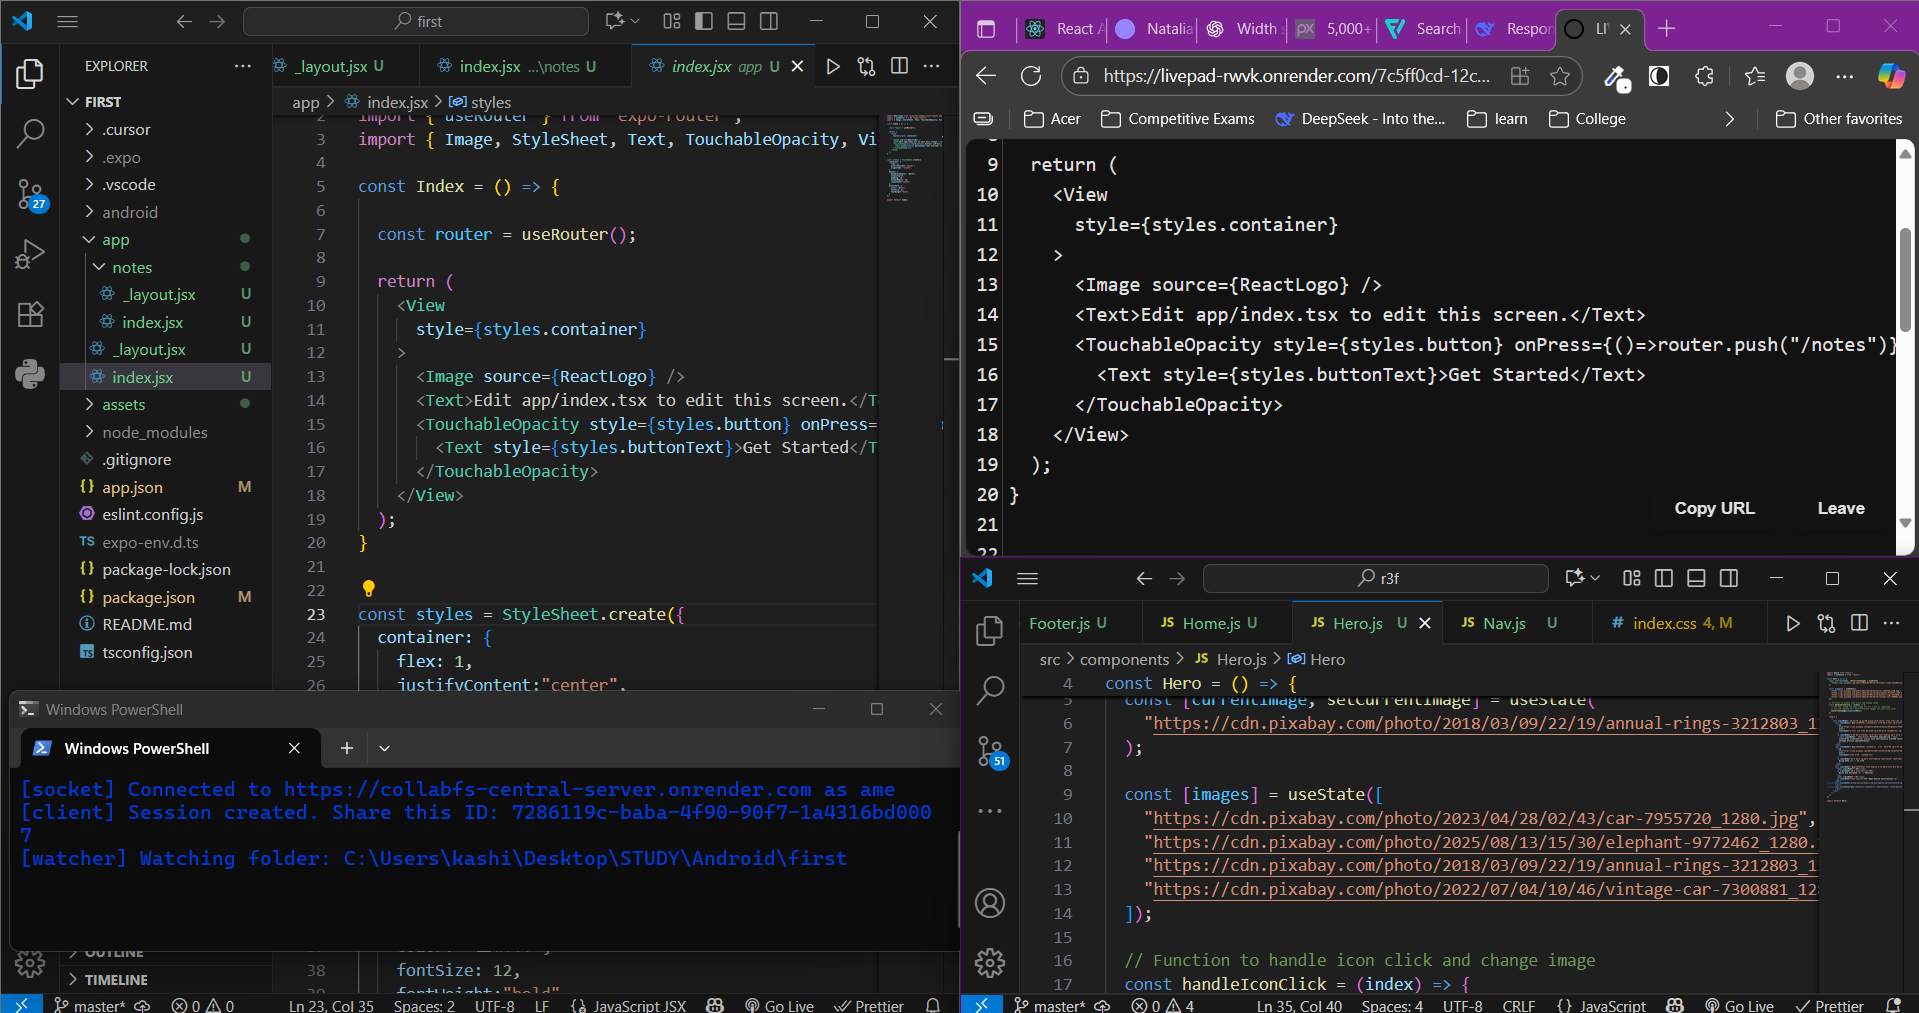 first
EXPLORER
FIRST
.cursor
.expo
.vscode
android
app
notes
_layout.jsx U
index.jsx U
_layout.jsx U
index.jsx U
assets
node_modules
.gitignore
app.json M
eslint.config.js
TS expo-env.d.ts
package-lock.json
package.json M
README.md
tsconfig.json
OUTLINE
TIMELINE
27
_layout.jsx U
index.jsx ...\notes U
index.jsx app U
app > index.jsx > styles
2 import { useRouter } from "expo-router";
3 import { Image, StyleSheet, Text, TouchableOpacity, Vi
4
5 const Index = () => {
6
7 const router = useRouter();
8
9 return (
10 <View
11 style={styles.container}
12 >
13 <Image source={ReactLogo} />
14 <Text>Edit app/index.tsx to edit this screen.</T
15 <TouchableOpacity style={styles.button} onPress=
16 <Text style={styles.buttonText}>Get Started</T
17 </TouchableOpacity>
18 </View>
19 );
20 }
21
22
23 const styles = StyleSheet.create({
24 container: {
25 flex: 1,
26 justifyContent:"center",
38 fontSize: 12,
fontWeight:"bold"
master* 0 0 Ln 23, Col 35 Spaces: 2 UTF-8 LF {} JavaScript JSX Go Live Prettier
Windows PowerShell
Windows PowerShell
[socket] Connected to https://collabfs-central-server.onrender.com as ame
[client] Session created. Share this ID: 7286119c-baba-4f90-90f7-1a4316bd000
7
[watcher] Watching folder: C:\Users\kashi\Desktop\STUDY\Android\first
React A
Natalia
Width
px 5,000+
Search
Respor
LI
https://livepad-rwvk.onrender.com/7c5ff0cd-12c...
Acer
Competitive Exams
DeepSeek - Into the...
learn
College
Other favorites
9 return (
10 <View
11 style={styles.container}
12 >
13 <Image source={ReactLogo} />
14 <Text>Edit app/index.tsx to edit this screen.</Text>
15 <TouchableOpacity style={styles.button} onPress={()=>router.push("/notes")}
16 <Text style={styles.buttonText}>Get Started</Text>
17 </TouchableOpacity>
18 </View>
19 );
20 }
21
22
Copy URL
Leave
r3f
51
Footer.js U
JS Home.js U
JS Hero.js U
JS Nav.js U
# index.css 4, M
src > components > JS Hero.js > Hero
4 const Hero = () => {
5 const [currentImage, setCurrentImage] = useState(
6 "https://cdn.pixabay.com/photo/2018/03/09/22/19/annual-rings-3212803_12
7 );
8
9 const [images] = useState([
10 "https://cdn.pixabay.com/photo/2023/04/28/02/43/car-7955720_1280.jpg",
11 "https://cdn.pixabay.com/photo/2025/08/13/15/30/elephant-9772462_1280.
12 "https://cdn.pixabay.com/photo/2018/03/09/22/19/annual-rings-3212803_12
13 "https://cdn.pixabay.com/photo/2022/07/04/10/46/vintage-car-7300881_128
14 ]);
15
16 // Function to handle icon click and change image
17 const handleIconClick = (index) => {
master* 0 4 Ln 35, Col 40 Spaces: 4 UTF-8 CRLF {} JavaScript Go Live Prettier